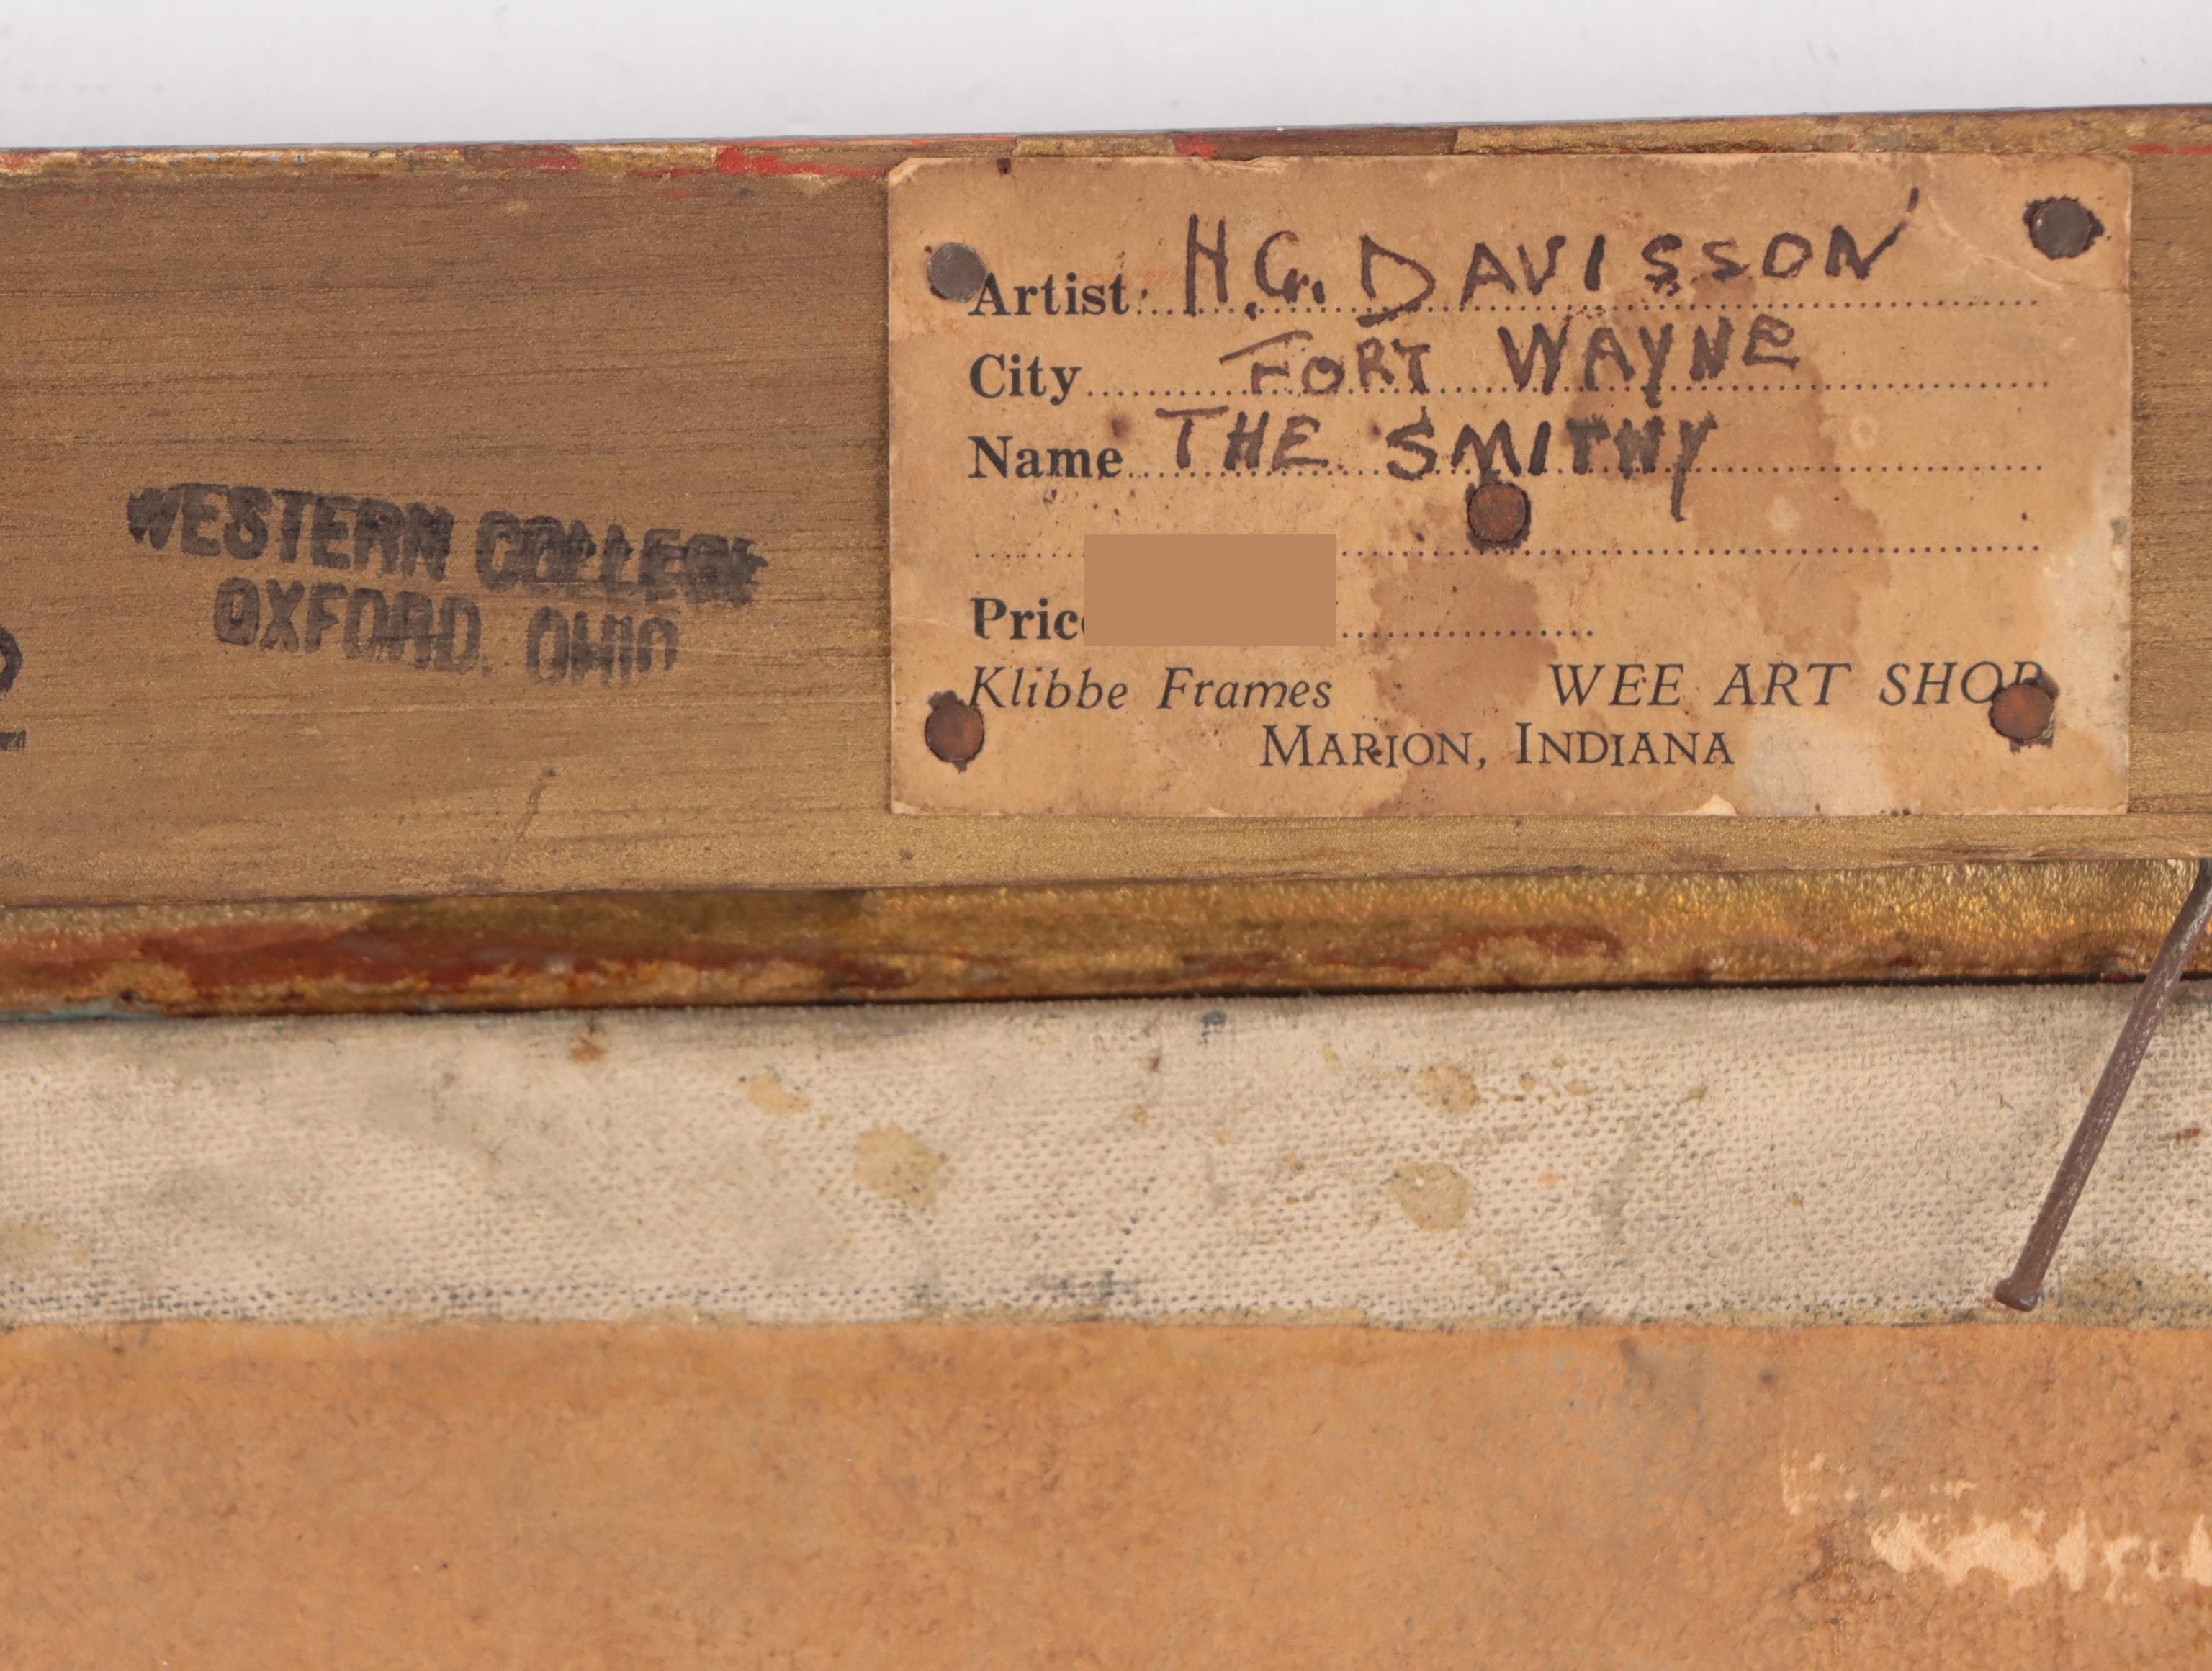 WESTERN COLLEGE
OXFORD, OHIO
Artist: H.G. DAVISSON
City FORT WAYNE
Name THE SMITHY
Klibbe Frames WEE ART SHOP
MARION, INDIANA